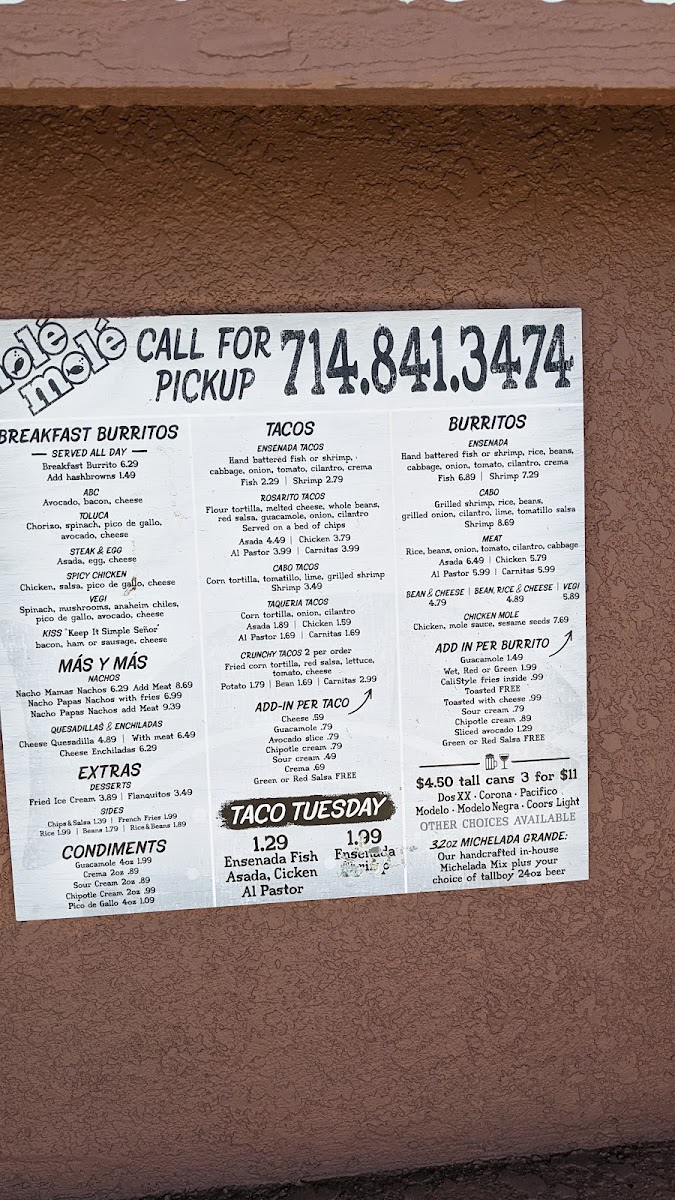 molé
CALL FOR
PICKUP
714.841.3474
BREAKFAST BURRITOS
SERVED ALL DAY
Breakfast Burrito 6.29
Add hashbrowns 1.49
ABC
Avocado, bacon, cheese
TOLUCA
Chorizo, spinach, pico de gallo,
avocado, cheese
STEAK & EGG
Asada, egg, cheese
SPICY CHICKEN
Chicken, salsa, pico de gallo, cheese
VEGI
Spinach, mushrooms, anaheim chiles,
pico de gallo, avocado, cheese
KISS "Keep It Simple Señor"
bacon, ham or sausage, cheese
MÁS Y MÁS
NACHOS
Nacho Mamas Nachos 6.29 Add Meat 8.69
Nacho Papas Nachos with fries 6.99
Nacho Papas Nachos add Meat 9.39
QUESADILLAS & ENCHILADAS
Cheese Quesadilla 4.89 | With meat 6.49
Cheese Enchiladas 6.29
EXTRAS
DESSERTS
Fried Ice Cream 3.89 | Flanquitos 3.49
SIDES
Chips & Salsa 1.39 | French Fries 1.99
Rice 1.99 | Beans 1.79 | Rice & Beans 1.89
CONDIMENTS
Guacamole 4oz 1.99
Crema 2oz .89
Sour Cream 2oz .89
Chipotle Cream 2oz .99
Pico de Gallo 4oz 1.09
TACOS
ENSENADA TACOS
Hand battered fish or shrimp,
cabbage, onion, tomato, cilantro, crema
Fish 2.29 | Shrimp 2.79
ROSARITO TACOS
Flour tortilla, melted cheese, whole beans,
red salsa, guacamole, onion, cilantro
Served on a bed of chips
Asada 4.49 | Chicken 3.79
Al Pastor 3.99 | Carnitas 3.99
CABO TACOS
Corn tortilla, tomatillo, lime, grilled shrimp
Shrimp 3.49
TAQUERIA TACOS
Corn tortilla, onion, cilantro
Asada 1.89 | Chicken 1.59
Al Pastor 1.69 | Carnitas 1.69
CRUNCHY TACOS 2 per order
Fried corn tortilla, red salsa, lettuce,
tomato, cheese
Potato 1.79 | Bean 1.69 | Carnitas 2.99
ADD-IN PER TACO
Cheese .59
Guacamole .79
Avocado slice .79
Chipotle cream .79
Sour cream .49
Crema .69
Green or Red Salsa FREE
TACO TUESDAY
1.29
Ensenada Fish
Asada, Cicken
Al Pastor
1.99
Ensenada
Shrimp
BURRITOS
ENSENADA
Hand battered fish or shrimp, rice, beans,
cabbage, onion, tomato, cilantro, crema
Fish 6.89 | Shrimp 7.29
CABO
Grilled shrimp, rice, beans,
grilled onion, cilantro, lime, tomatillo salsa
Shrimp 8.69
MEAT
Rice, beans, onion, tomato, cilantro, cabbage
Asada 6.49 | Chicken 5.79
Al Pastor 5.99 | Carnitas 5.99
BEAN & CHEESE | BEAN, RICE & CHEESE | VEGI
4.79 4.89 5.89
CHICKEN MOLE
Chicken, mole sauce, sesame seeds 7.69
ADD IN PER BURRITO
Guacamole 1.49
Wet, Red or Green 1.99
CaliStyle fries inside .99
Toasted FREE
Toasted with cheese .99
Sour cream .79
Chipotle cream .89
Sliced avocado 1.29
Green or Red Salsa FREE
$4.50 tall cans 3 for $11
Dos XX · Corona · Pacifico
Modelo · Modelo Negra · Coors Light
OTHER CHOICES AVAILABLE
32oz MICHELADA GRANDE:
Our handcrafted in-house
Michelada Mix plus your
choice of tallboy 24oz beer